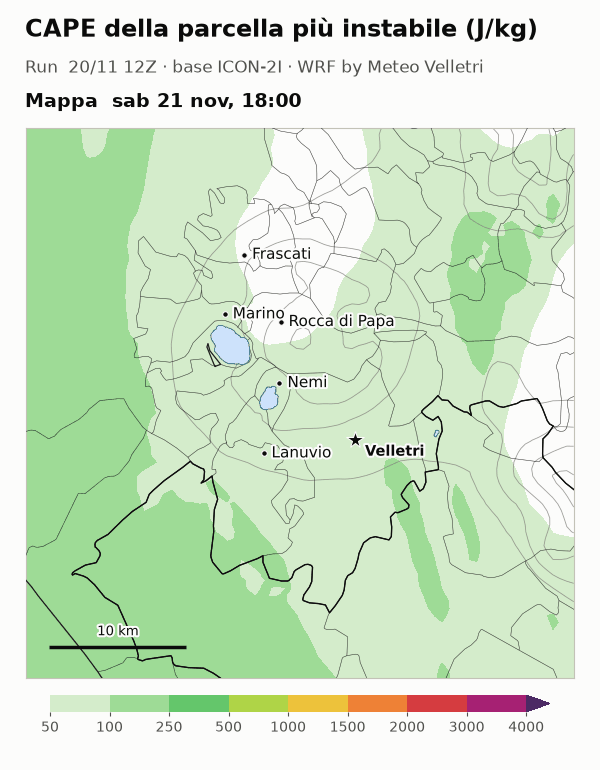 CAPE della parcella più instabile (J/kg)
Run  20/11 12Z · base ICON-2I · WRF by Meteo Velletri
Mappa  sab 21 nov, 18:00
Frascati
Marino
Rocca di Papa
Nemi
Velletri
Lanuvio
10 km
50 100 250 500 1000 1500 2000 3000 4000